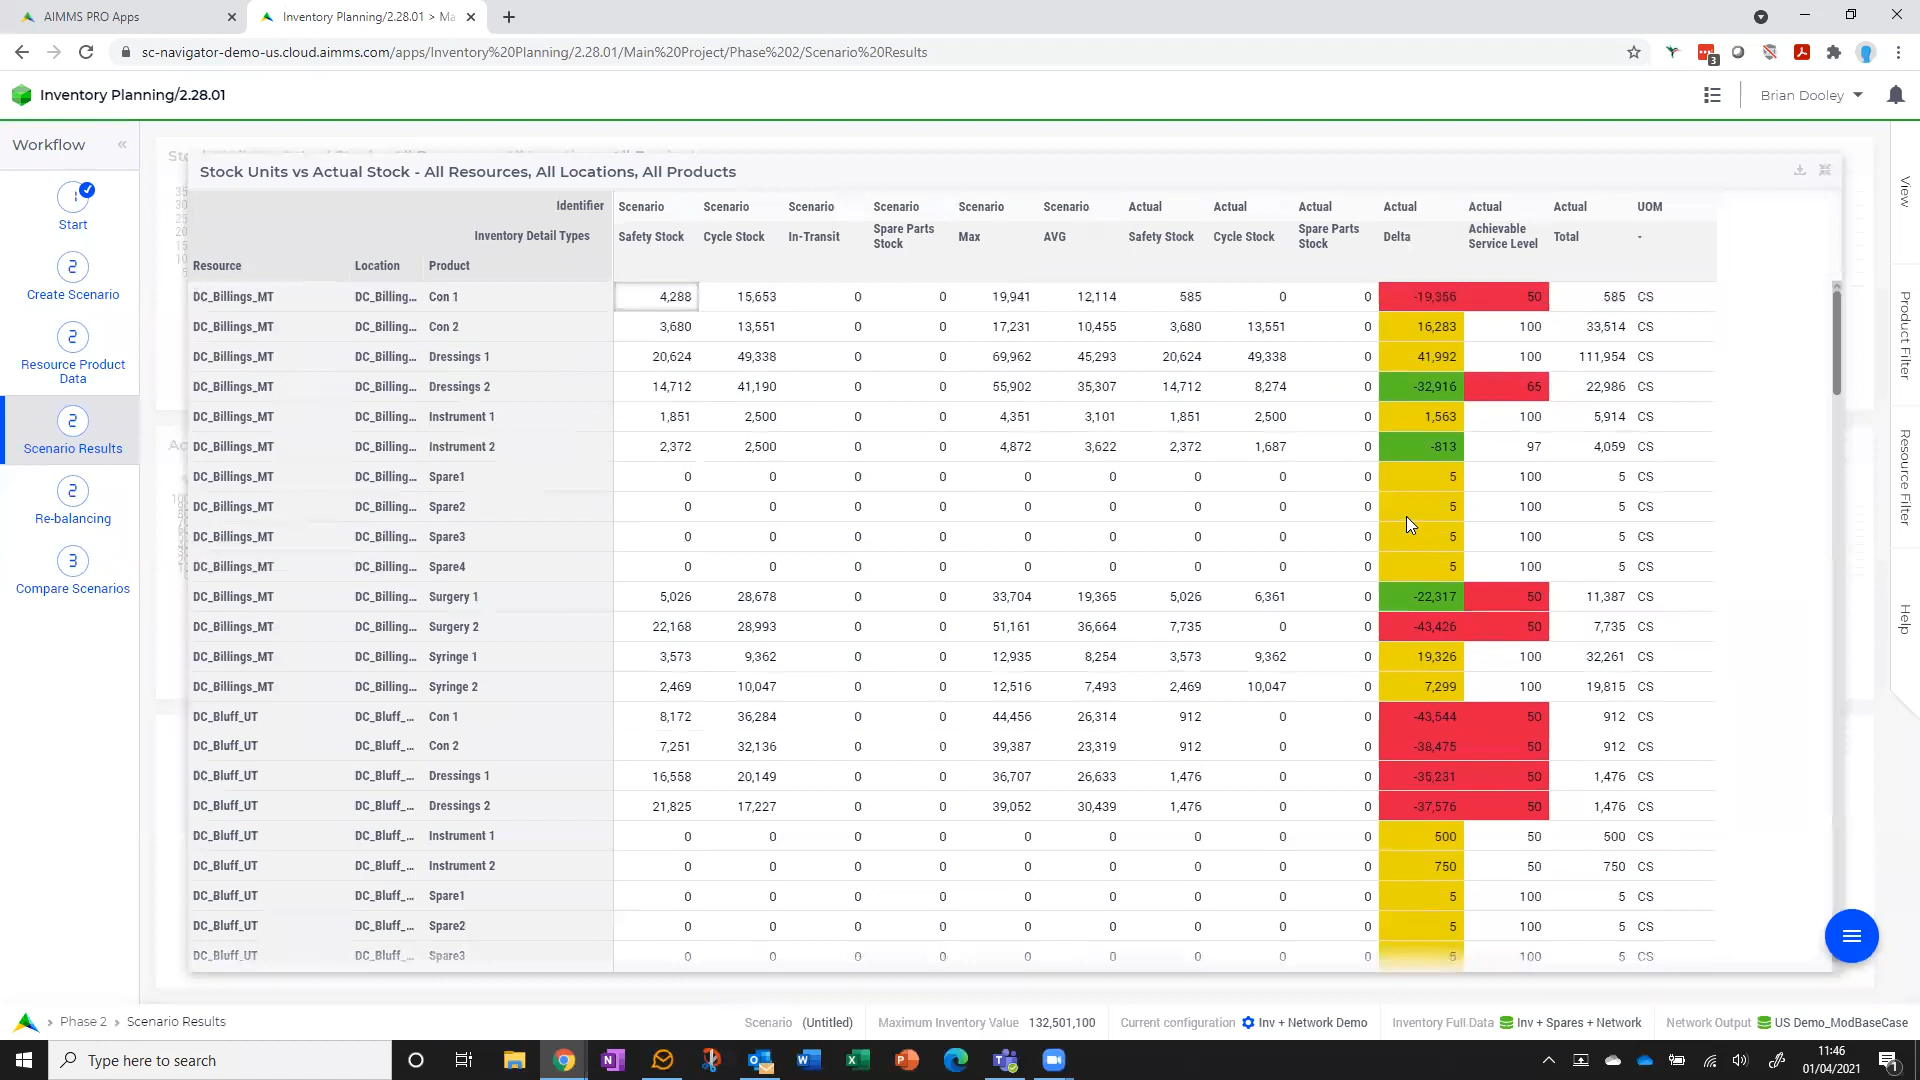 AIMMS PRO Apps
Inventory Planning/2.28.01 > Ma
sc-navigator-demo-us.cloud.aimms.com/apps/Inventory%20Planning/2.28.01/Main%20Project/Phase%202/Scenario%20Results
3
Inventory Planning/2.28.01
Brian Dooley
Workflow «
1
Start
2
Create Scenario
2
Resource Product
Data
2
Scenario Results
2
Re-balancing
3
Compare Scenarios
Stock Units vs Actual Stock - All Resources, All Locations, All Products
Identifier Scenario Scenario Scenario Scenario Scenario Scenario Actual Actual Actual Actual Actual Actual UOM
Inventory Detail Types Safety Stock Cycle Stock In-Transit Spare Parts Stock Max AVG Safety Stock Cycle Stock Spare Parts Stock Delta Achievable Service Level Total -
Resource Location Product
DC_Billings_MT DC_Billing... Con 1 4,288 15,653 0 0 19,941 12,114 585 0 0 -19,356 50 585 CS
DC_Billings_MT DC_Billing... Con 2 3,680 13,551 0 0 17,231 10,455 3,680 13,551 0 16,283 100 33,514 CS
DC_Billings_MT DC_Billing... Dressings 1 20,624 49,338 0 0 69,962 45,293 20,624 49,338 0 41,992 100 111,954 CS
DC_Billings_MT DC_Billing... Dressings 2 14,712 41,190 0 0 55,902 35,307 14,712 8,274 0 -32,916 65 22,986 CS
DC_Billings_MT DC_Billing... Instrument 1 1,851 2,500 0 0 4,351 3,101 1,851 2,500 0 1,563 100 5,914 CS
DC_Billings_MT DC_Billing... Instrument 2 2,372 2,500 0 0 4,872 3,622 2,372 1,687 0 -813 97 4,059 CS
DC_Billings_MT DC_Billing... Spare1 0 0 0 0 0 0 0 0 0 5 100 5 CS
DC_Billings_MT DC_Billing... Spare2 0 0 0 0 0 0 0 0 0 5 100 5 CS
DC_Billings_MT DC_Billing... Spare3 0 0 0 0 0 0 0 0 0 5 100 5 CS
DC_Billings_MT DC_Billing... Spare4 0 0 0 0 0 0 0 0 0 5 100 5 CS
DC_Billings_MT DC_Billing... Surgery 1 5,026 28,678 0 0 33,704 19,365 5,026 6,361 0 -22,317 50 11,387 CS
DC_Billings_MT DC_Billing... Surgery 2 22,168 28,993 0 0 51,161 36,664 7,735 0 0 -43,426 50 7,735 CS
DC_Billings_MT DC_Billing... Syringe 1 3,573 9,362 0 0 12,935 8,254 3,573 9,362 0 19,326 100 32,261 CS
DC_Billings_MT DC_Billing... Syringe 2 2,469 10,047 0 0 12,516 7,493 2,469 10,047 0 7,299 100 19,815 CS
DC_Bluff_UT DC_Bluff_... Con 1 8,172 36,284 0 0 44,456 26,314 912 0 0 -43,544 50 912 CS
DC_Bluff_UT DC_Bluff_... Con 2 7,251 32,136 0 0 39,387 23,319 912 0 0 -38,475 50 912 CS
DC_Bluff_UT DC_Bluff_... Dressings 1 16,558 20,149 0 0 36,707 26,633 1,476 0 0 -35,231 50 1,476 CS
DC_Bluff_UT DC_Bluff_... Dressings 2 21,825 17,227 0 0 39,052 30,439 1,476 0 0 -37,576 50 1,476 CS
DC_Bluff_UT DC_Bluff_... Instrument 1 0 0 0 0 0 0 0 0 0 500 50 500 CS
DC_Bluff_UT DC_Bluff_... Instrument 2 0 0 0 0 0 0 0 0 0 750 50 750 CS
DC_Bluff_UT DC_Bluff_... Spare1 0 0 0 0 0 0 0 0 0 5 100 5 CS
DC_Bluff_UT DC_Bluff_... Spare2 0 0 0 0 0 0 0 0 0 5 100 5 CS
DC_Bluff_UT DC_Bluff_... Spare3 0 0 0 0 0 0 0 0 0 5 100 5 CS
View
Product Filter
Resource Filter
Help
Phase 2 > Scenario Results
Scenario (Untitled) Maximum Inventory Value 132,501,100 Current configuration Inv + Network Demo Inventory Full Data Inv + Spares + Network Network Output US Demo_ModBaseCase
Type here to search
11:46
01/04/2021
1